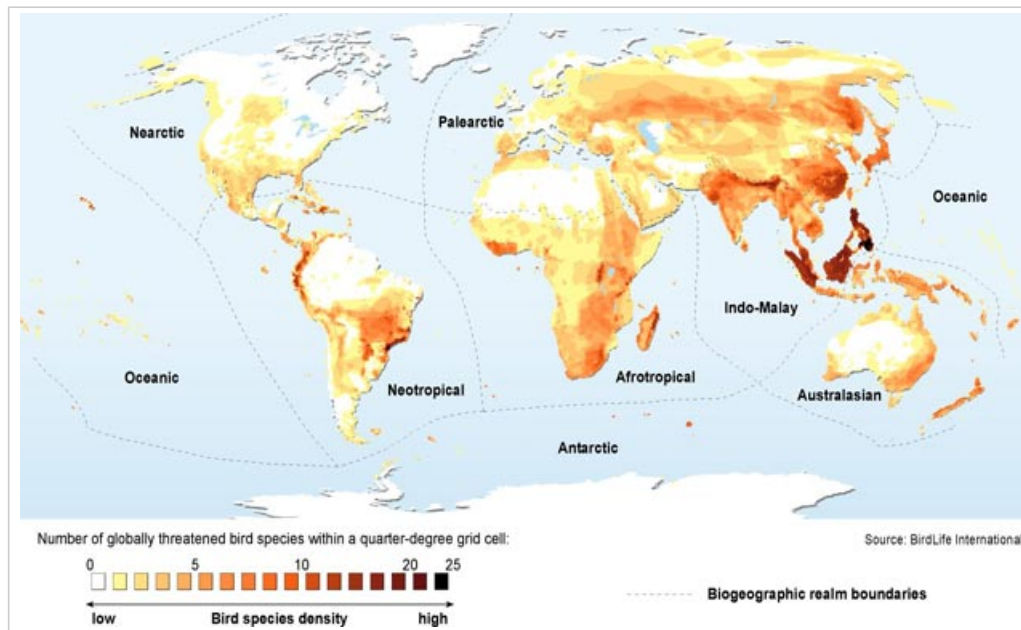 Nearctic
Palearctic
Oceanic
Indo-Malay
Oceanic
Neotropical
Afrotropical
Australasian
Antarctic
Number of globally threatened bird species within a quarter-degree grid cell:
Source: BirdLife International
0 5 10 20 25
low Bird species density high
Biogeographic realm boundaries